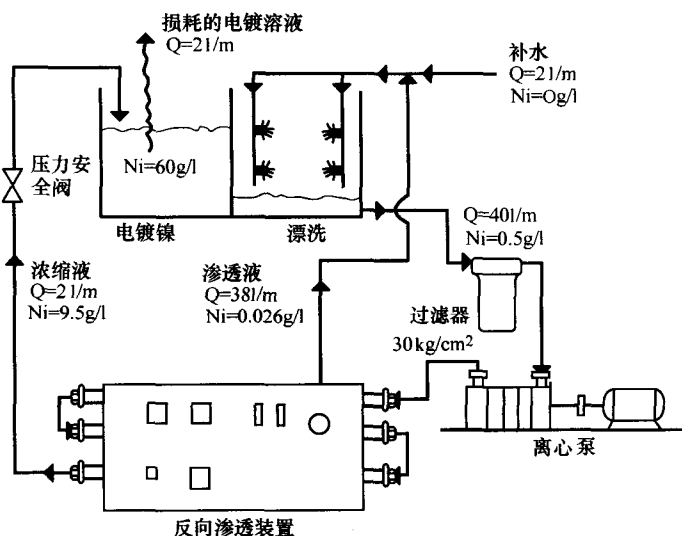 损耗的电镀溶液
Q=2l/m
补水
Q=2l/m
Ni=Og/l
Ni=60g/l
压力安
全阀
电镀镍
漂洗
Q=40l/m
Ni=0.5g/l
浓缩液
Q=2l/m
Ni=9.5g/l
渗透液
Q=38l/m
Ni=0.026g/l
过滤器
30kg/cm²
离心泵
反向渗透装置